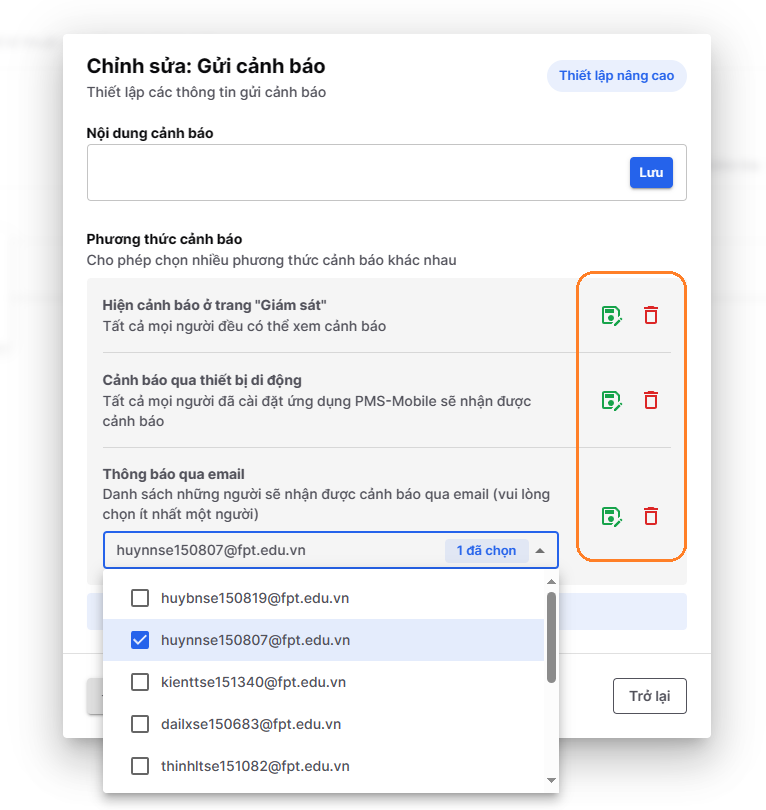 Chỉnh sửa: Gửi cảnh báo
Thiết lập nâng cao
Thiết lập các thông tin gửi cảnh báo
Nội dung cảnh báo
Lưu
Phương thức cảnh báo
Cho phép chọn nhiều phương thức cảnh báo khác nhau
Hiện cảnh báo ở trang "Giám sát"
Tất cả mọi người đều có thể xem cảnh báo
Cảnh báo qua thiết bị di động
Tất cả mọi người đã cài đặt ứng dụng PMS-Mobile sẽ nhận được
cảnh báo
Thông báo qua email
Danh sách những người sẽ nhận được cảnh báo qua email (vui lòng
chọn ít nhất một người)
huynnse150807@fpt.edu.vn
1 đã chọn
huybnse150819@fpt.edu.vn
huynnse150807@fpt.edu.vn
kienttse151340@fpt.edu.vn
dailxse150683@fpt.edu.vn
thinhltse151082@fpt.edu.vn
Trở lại